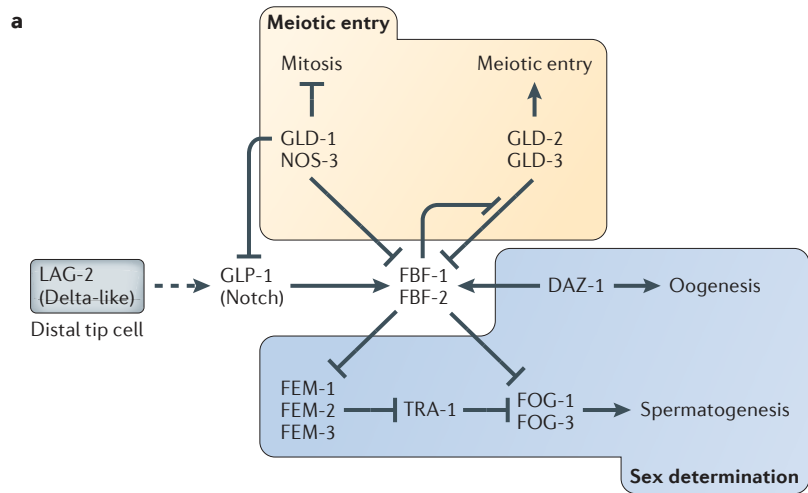 a
Meiotic entry
Mitosis
Meiotic entry
GLD-1
NOS-3
GLD-2
GLD-3
LAG-2
(Delta-like)
Distal tip cell
GLP-1
(Notch)
FBF-1
FBF-2
DAZ-1
Oogenesis
FEM-1
FEM-2
FEM-3
TRA-1
FOG-1
FOG-3
Spermatogenesis
Sex determination